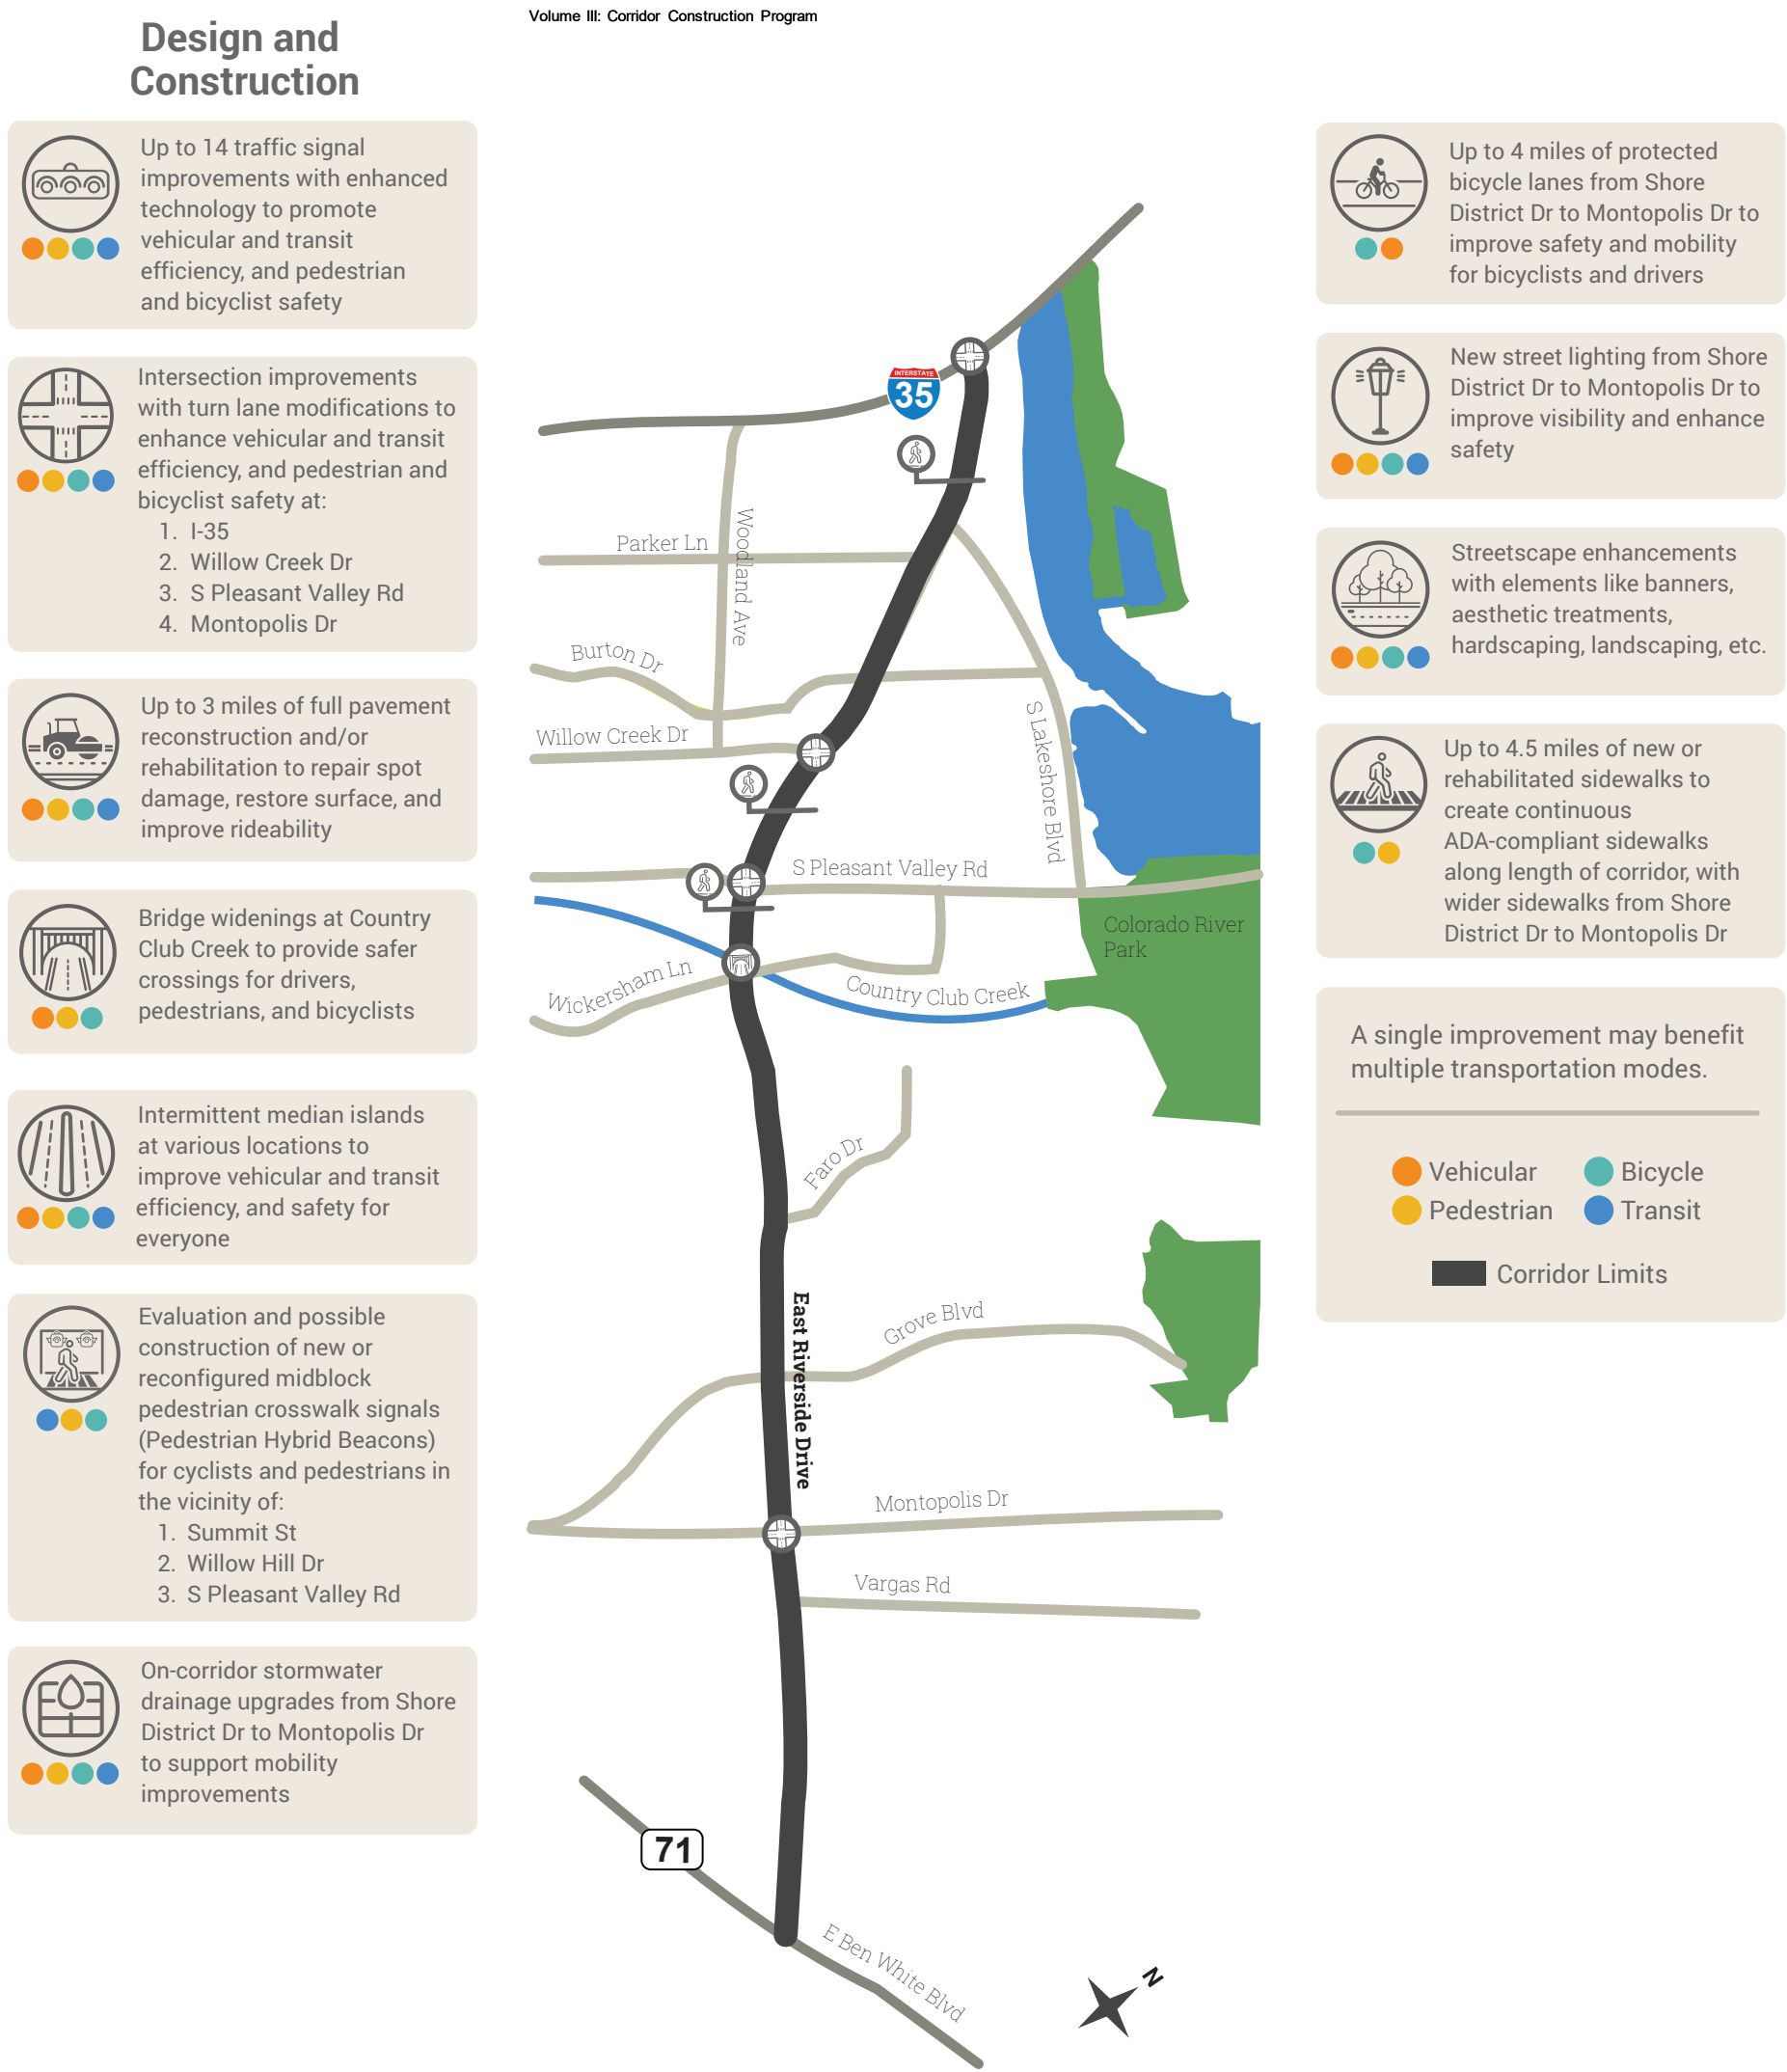 Volume III: Corridor Construction Program
Design and
Construction
Up to 14 traffic signal
improvements with enhanced
technology to promote
vehicular and transit
efficiency, and pedestrian
and bicyclist safety
Intersection improvements
with turn lane modifications to
enhance vehicular and transit
efficiency, and pedestrian and
bicyclist safety at:
1. I-35
2. Willow Creek Dr
3. S Pleasant Valley Rd
4. Montopolis Dr
Up to 3 miles of full pavement
reconstruction and/or
rehabilitation to repair spot
damage, restore surface, and
improve rideability
Bridge widenings at Country
Club Creek to provide safer
crossings for drivers,
pedestrians, and bicyclists
Intermittent median islands
at various locations to
improve vehicular and transit
efficiency, and safety for
everyone
Evaluation and possible
construction of new or
reconfigured midblock
pedestrian crosswalk signals
(Pedestrian Hybrid Beacons)
for cyclists and pedestrians in
the vicinity of:
1. Summit St
2. Willow Hill Dr
3. S Pleasant Valley Rd
On-corridor stormwater
drainage upgrades from Shore
District Dr to Montopolis Dr
to support mobility
improvements
INTERSTATE
35
Parker Ln
Woodland Ave
Burton Dr
Willow Creek Dr
S Lakeshore Blvd
S Pleasant Valley Rd
Colorado River
Park
Wickersham Ln
Country Club Creek
Faro Dr
East Riverside Drive
Grove Blvd
Montopolis Dr
Vargas Rd
71
E Ben White Blvd
N
Up to 4 miles of protected
bicycle lanes from Shore
District Dr to Montopolis Dr to
improve safety and mobility
for bicyclists and drivers
New street lighting from Shore
District Dr to Montopolis Dr to
improve visibility and enhance
safety
Streetscape enhancements
with elements like banners,
aesthetic treatments,
hardscaping, landscaping, etc.
Up to 4.5 miles of new or
rehabilitated sidewalks to
create continuous
ADA-compliant sidewalks
along length of corridor, with
wider sidewalks from Shore
District Dr to Montopolis Dr
A single improvement may benefit
multiple transportation modes.
Vehicular
Bicycle
Pedestrian
Transit
Corridor Limits